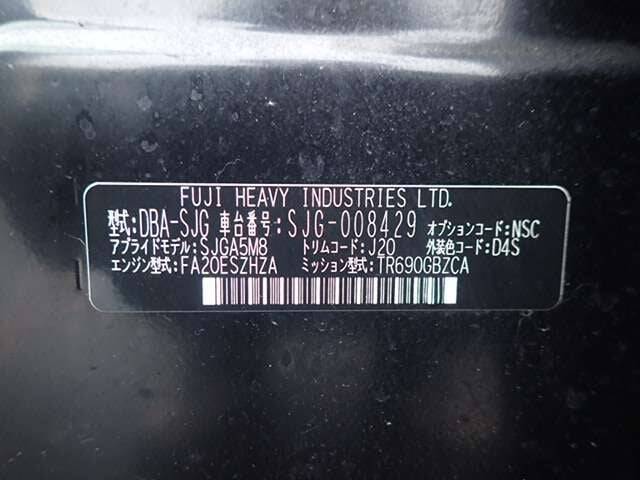 FUJI HEAVY INDUSTRIES LTD.
型式:DBA-SJG 車台番号:SJG-008429 オプションコード:NSC
アプライドモデル:SJGA5M8 トリムコード:J20 外装色コード:D4S
エンジン型式:FA20ESZHZA ミッション型式:TR690GBZCA